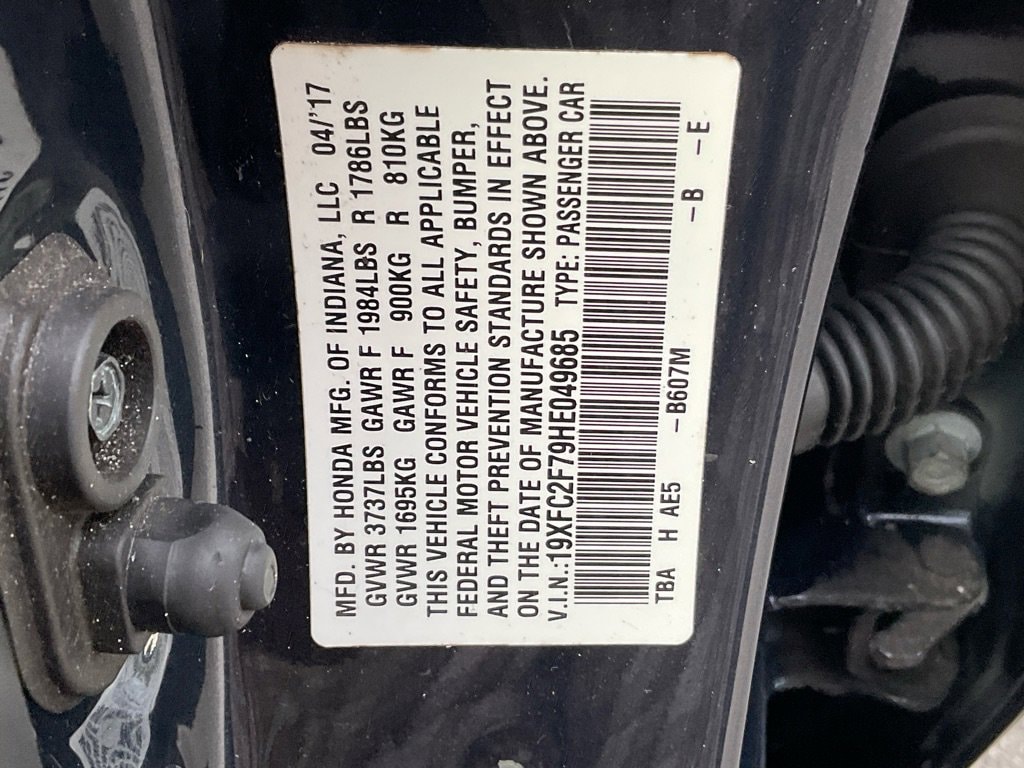 MFD. BY HONDA MFG. OF INDIANA, LLC 04/'17
GVWR 3737LBS GAWR F 1984LBS R 1786LBS
GVWR 1695KG GAWR F 900KG R 810KG
THIS VEHICLE CONFORMS TO ALL APPLICABLE
FEDERAL MOTOR VEHICLE SAFETY, BUMPER,
AND THEFT PREVENTION STANDARDS IN EFFECT
ON THE DATE OF MANUFACTURE SHOWN ABOVE.
V.I.N.:19XFC2F79HE049685 TYPE: PASSENGER CAR
TBA H AE5 -B607M -B -E